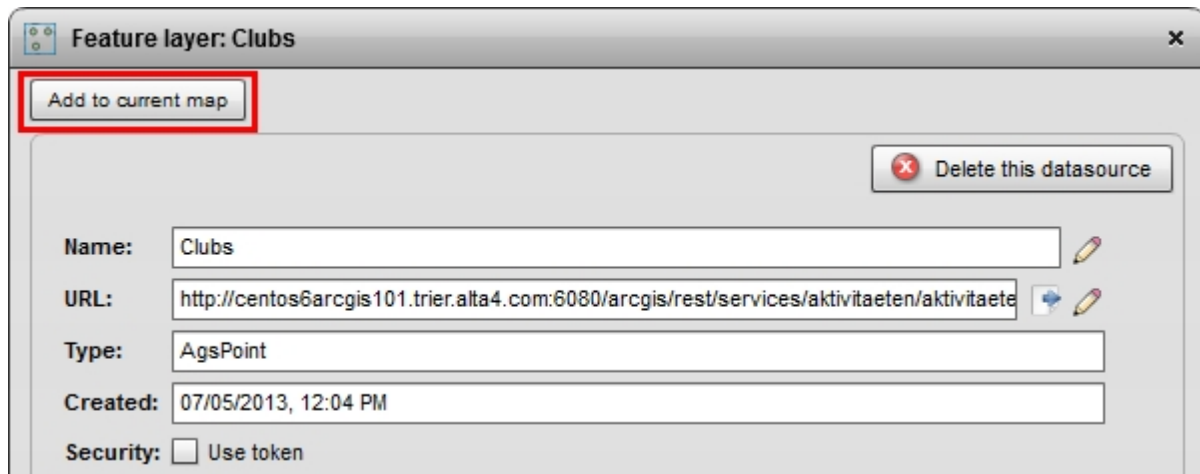 Feature layer: Clubs
Add to current map
Delete this datasource
Name: Clubs
URL: http://centos6arcgis101.trier.alta4.com:6080/arcgis/rest/services/aktivitaeten/aktivitaete
Type: AgsPoint
Created: 07/05/2013, 12:04 PM
Security: Use token